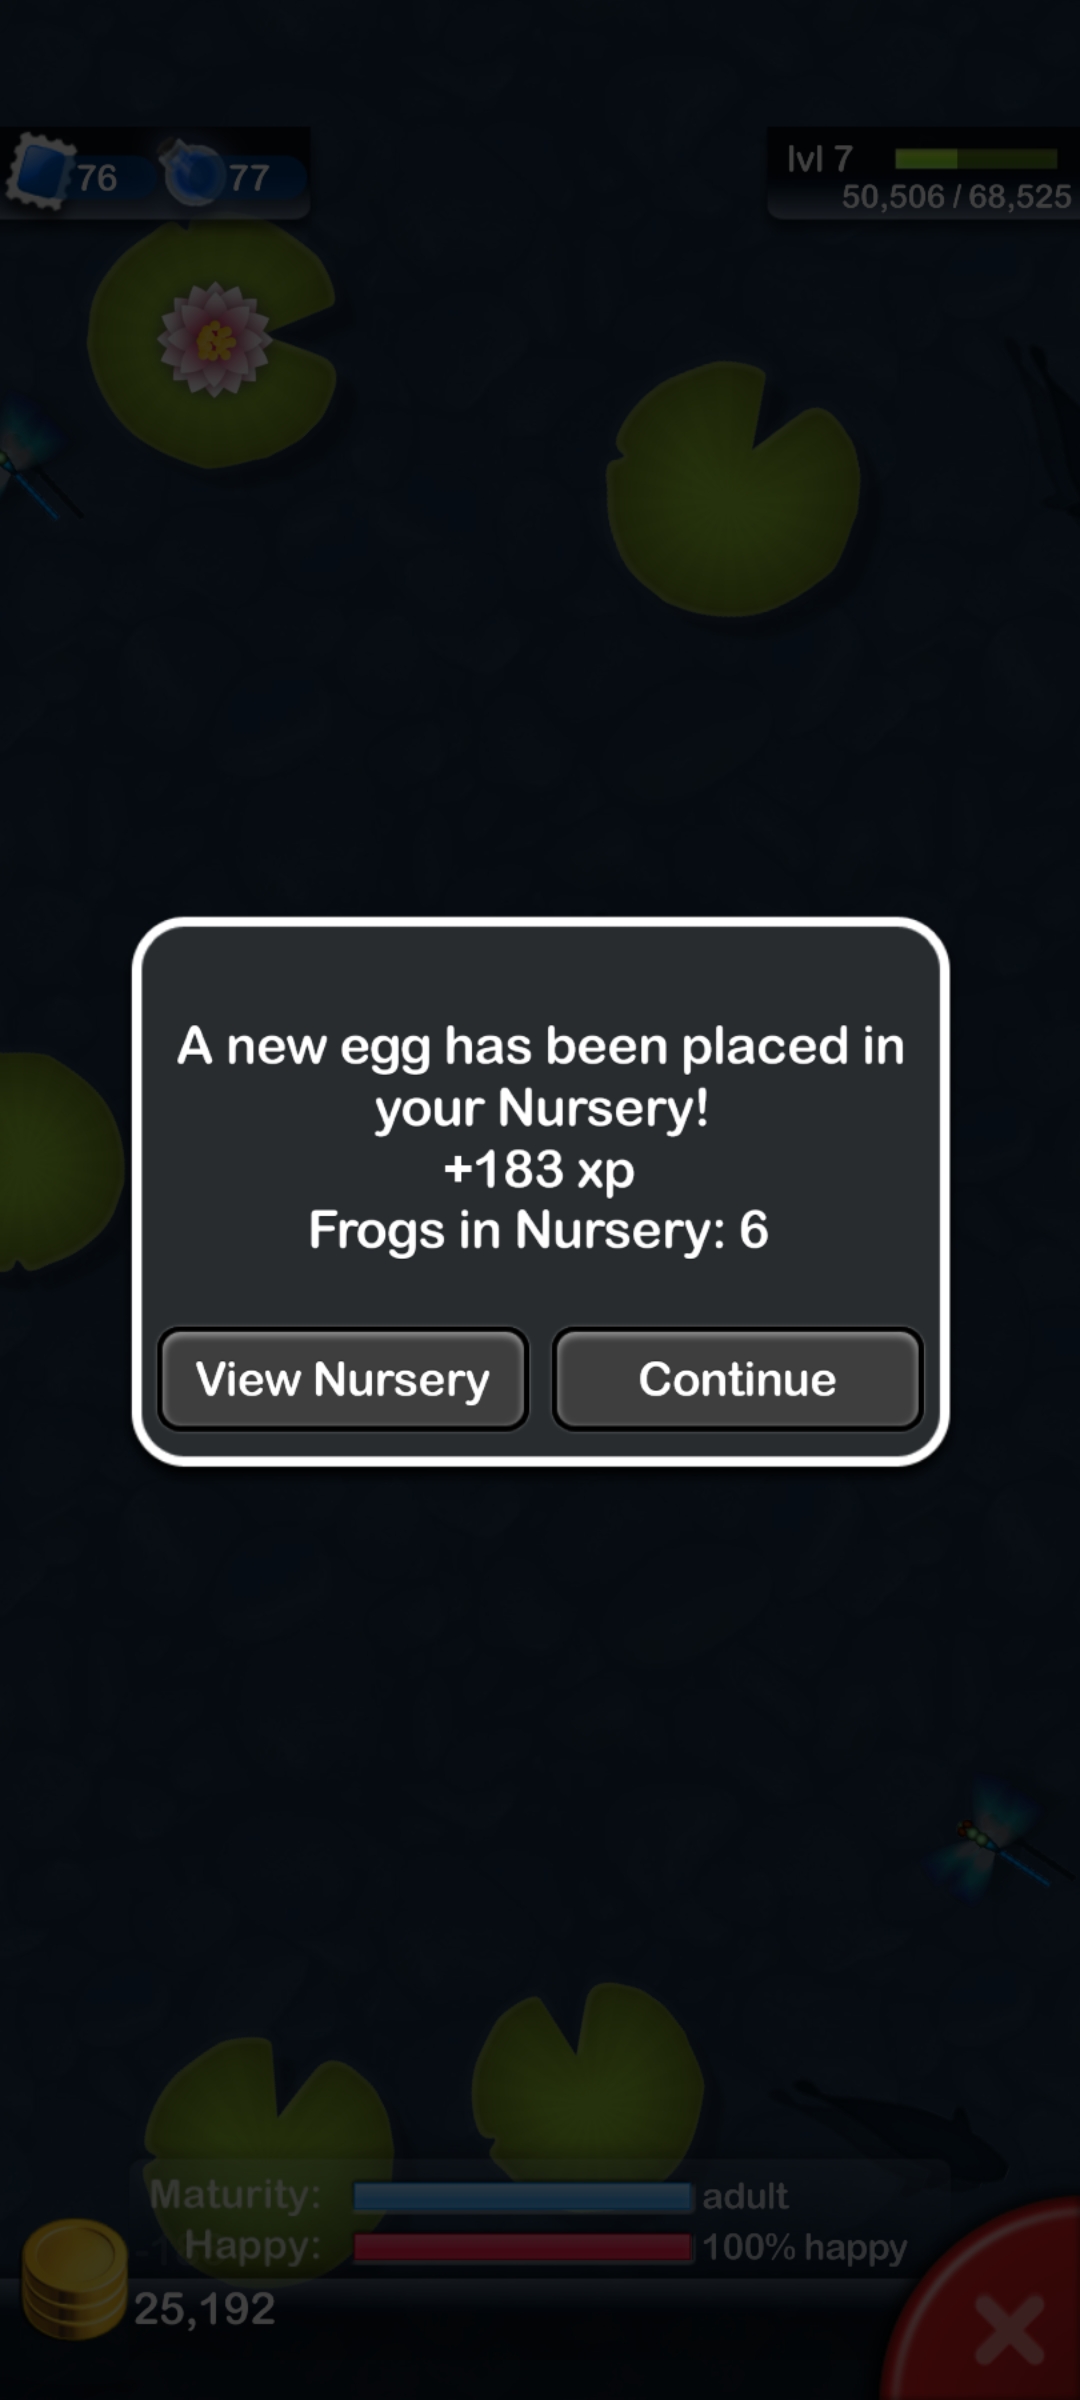 76
77
lvl 7
50,506 / 68,525
A new egg has been placed in
your Nursery!
+183 xp
Frogs in Nursery: 6
View Nursery
Continue
Maturity:
adult
Happy:
100% happy
25,192